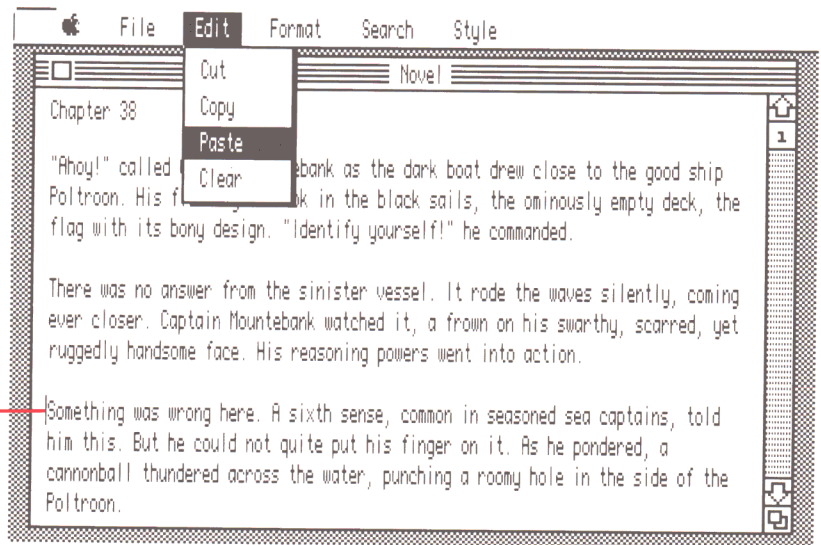 File Edit Format Search Style
Cut
Copy
Paste
Clear
Novel
Chapter 38
1
"Ahoy!" called ebank as the dark boat drew close to the good ship
Poltroon. His f k in the black sails, the ominously empty deck, the
flag with its bony design. "Identify yourself!" he commanded.
There was no answer from the sinister vessel. It rode the waves silently, coming
ever closer. Captain Mountebank watched it, a frown on his swarthy, scarred, yet
ruggedly handsome face. His reasoning powers went into action.
Something was wrong here. A sixth sense, common in seasoned sea captains, told
him this. But he could not quite put his finger on it. As he pondered, a
cannonball thundered across the water, punching a roomy hole in the side of the
Poltroon.